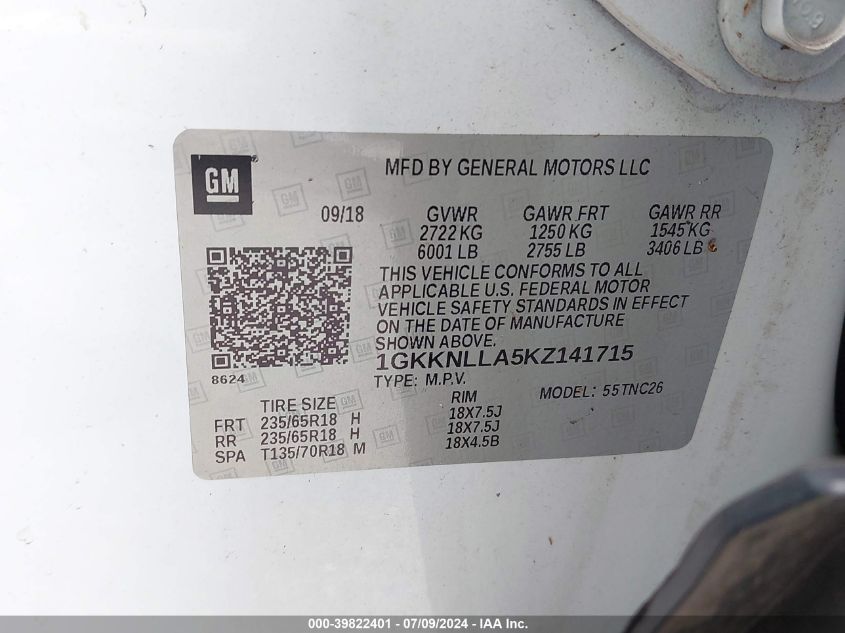 GM
MFD BY GENERAL MOTORS LLC
09/18
GVWR GAWR FRT GAWR RR
2722 KG 1250 KG 1545 KG
6001 LB 2755 LB 3406 LB
THIS VEHICLE CONFORMS TO ALL
APPLICABLE U.S. FEDERAL MOTOR
VEHICLE SAFETY STANDARDS IN EFFECT
ON THE DATE OF MANUFACTURE
SHOWN ABOVE.
1GKKNLLA5KZ141715
8624
TYPE: M.P.V. MODEL: 55TNC26
TIRE SIZE RIM
FRT 235/65R18 H 18X7.5J
RR 235/65R18 H 18X7.5J
SPA T135/70R18 M 18X4.5B
000-39822401 - 07/09/2024 - IAA Inc.